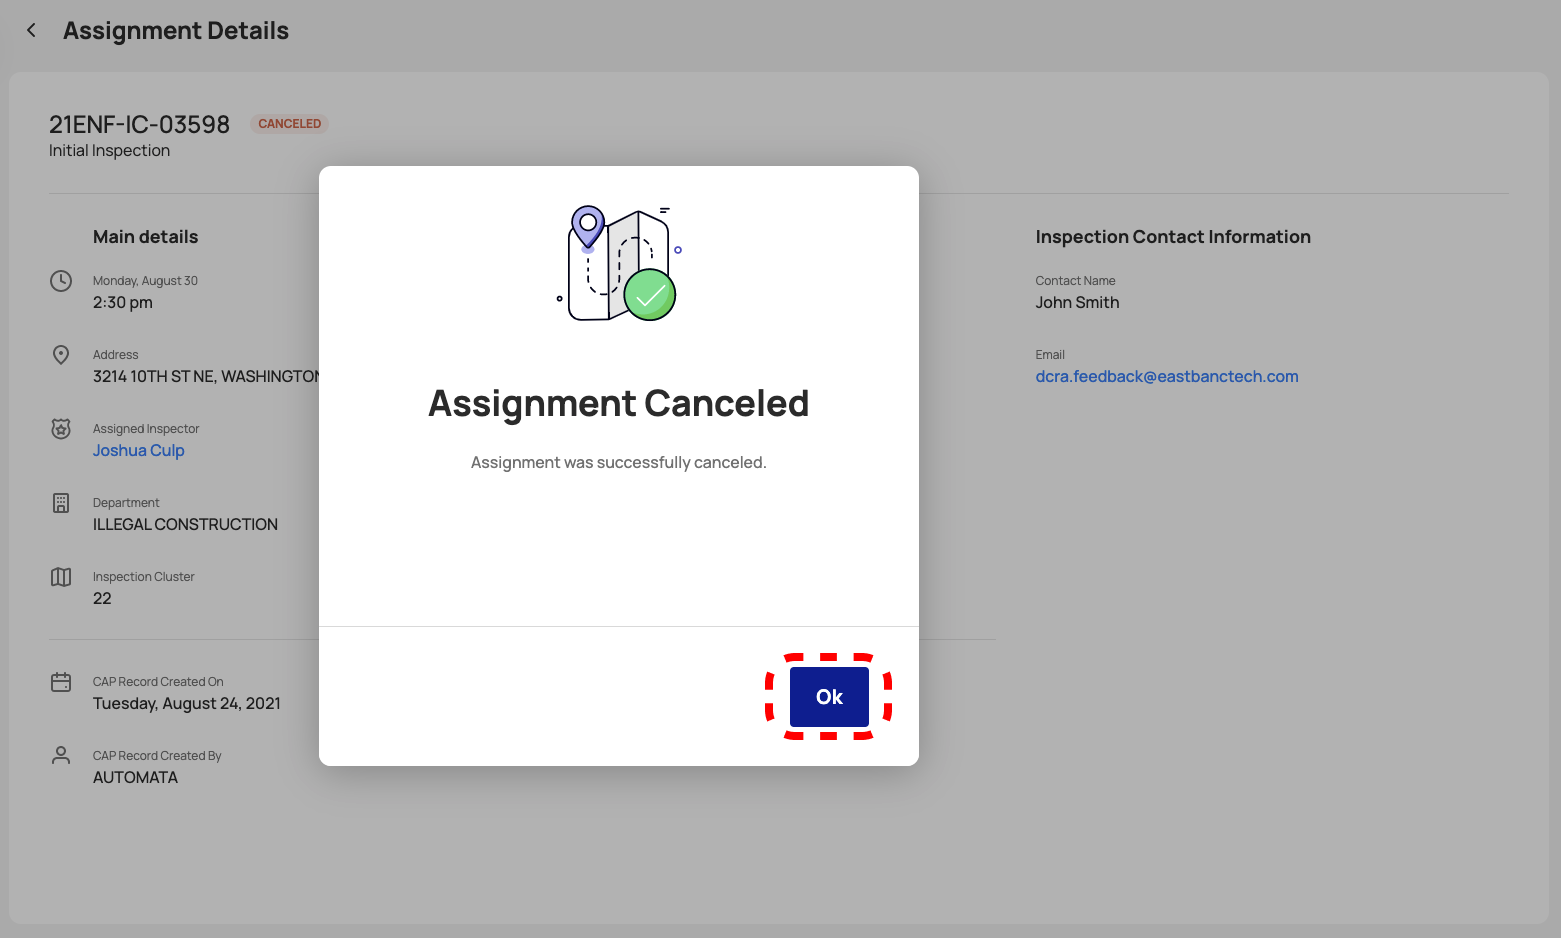 Assignment Details
21ENF-IC-03598
CANCELED
Initial Inspection
Main details
Monday, August 30
2:30 pm
Address
3214 10TH ST NE, WASHINGTON
Assigned Inspector
Joshua Culp
Department
ILLEGAL CONSTRUCTION
Inspection Cluster
22
CAP Record Created On
Tuesday, August 24, 2021
CAP Record Created By
AUTOMATA
Assignment Canceled
Assignment was successfully canceled.
Ok
Inspection Contact Information
Contact Name
John Smith
Email
dcra.feedback@eastbanctech.com